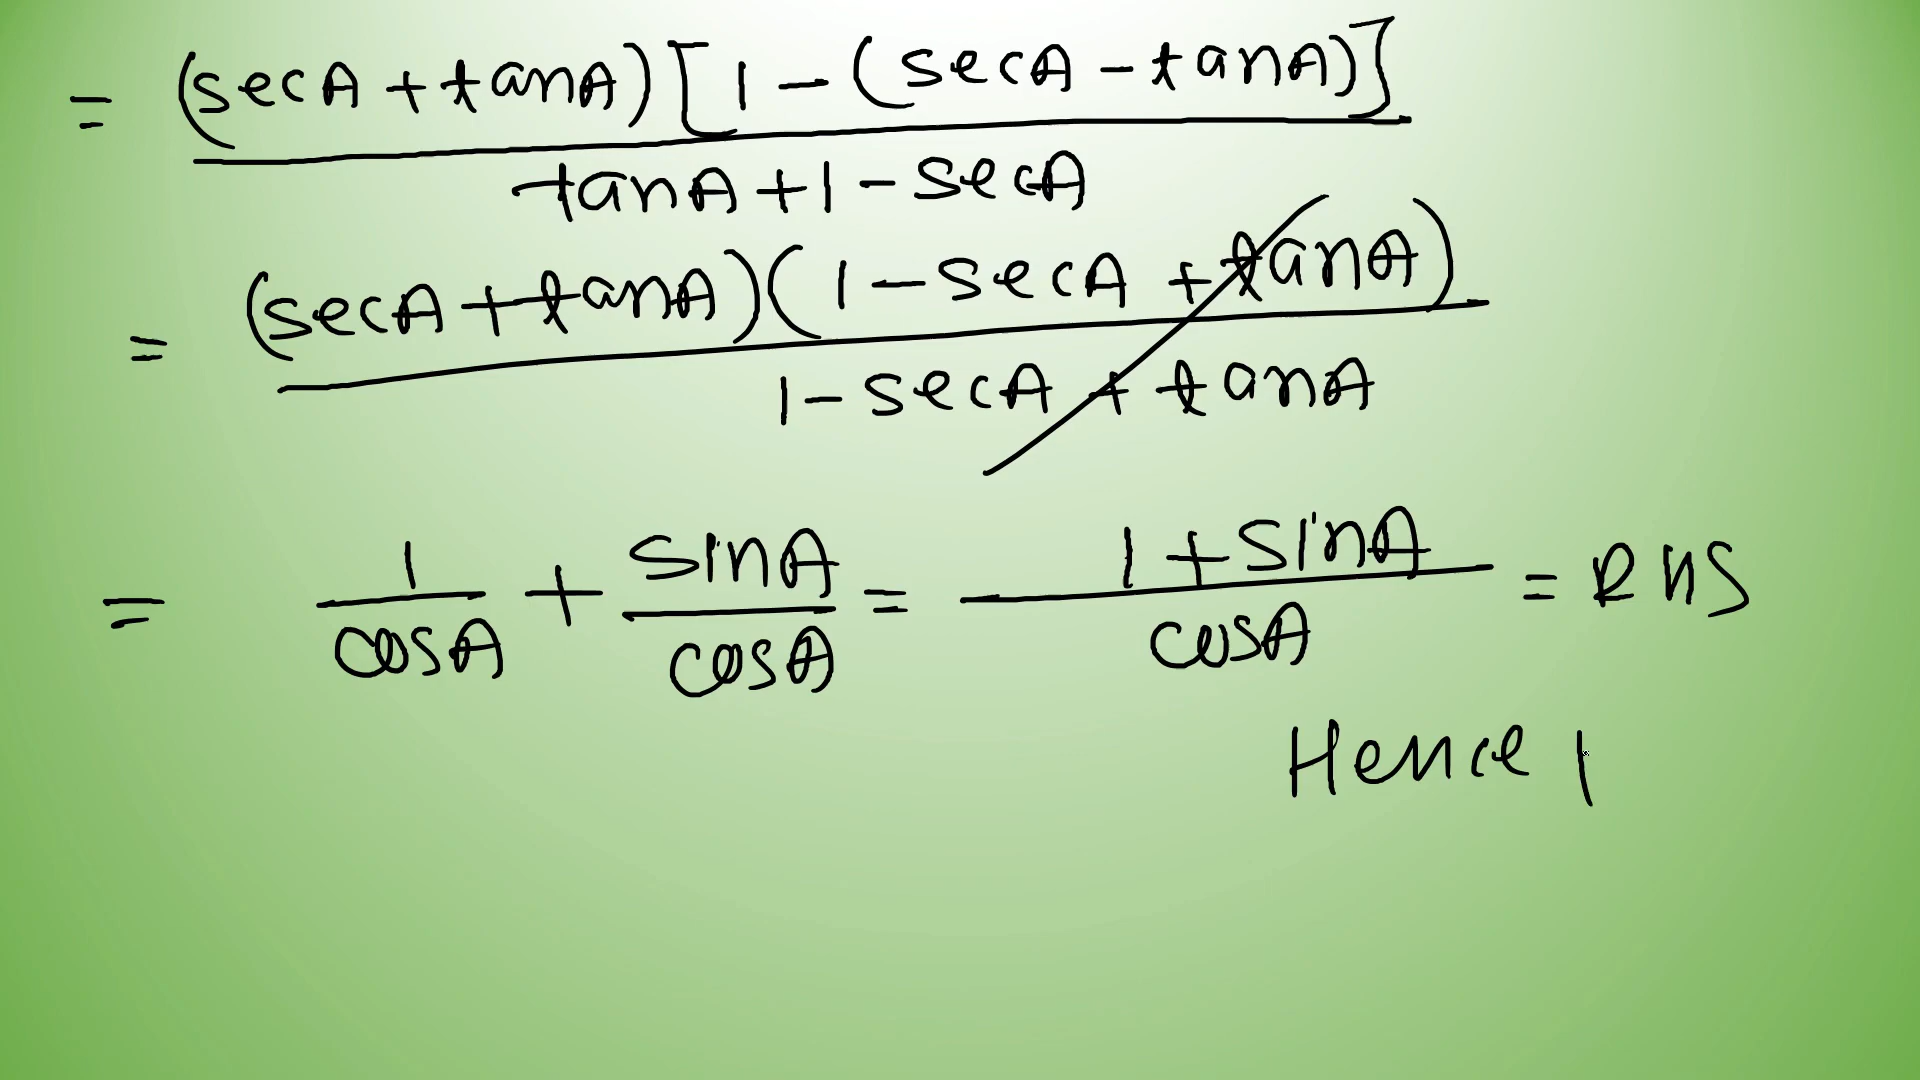 = (secA + tanA) [1 - (secA - tanA)]
tanA + 1 - secA
= (secA + tanA) (1 - secA + tanA)
1 - secA + tanA
= 1/cosA + sinA/cosA = 1 + sinA/cosA = RHS
Hence